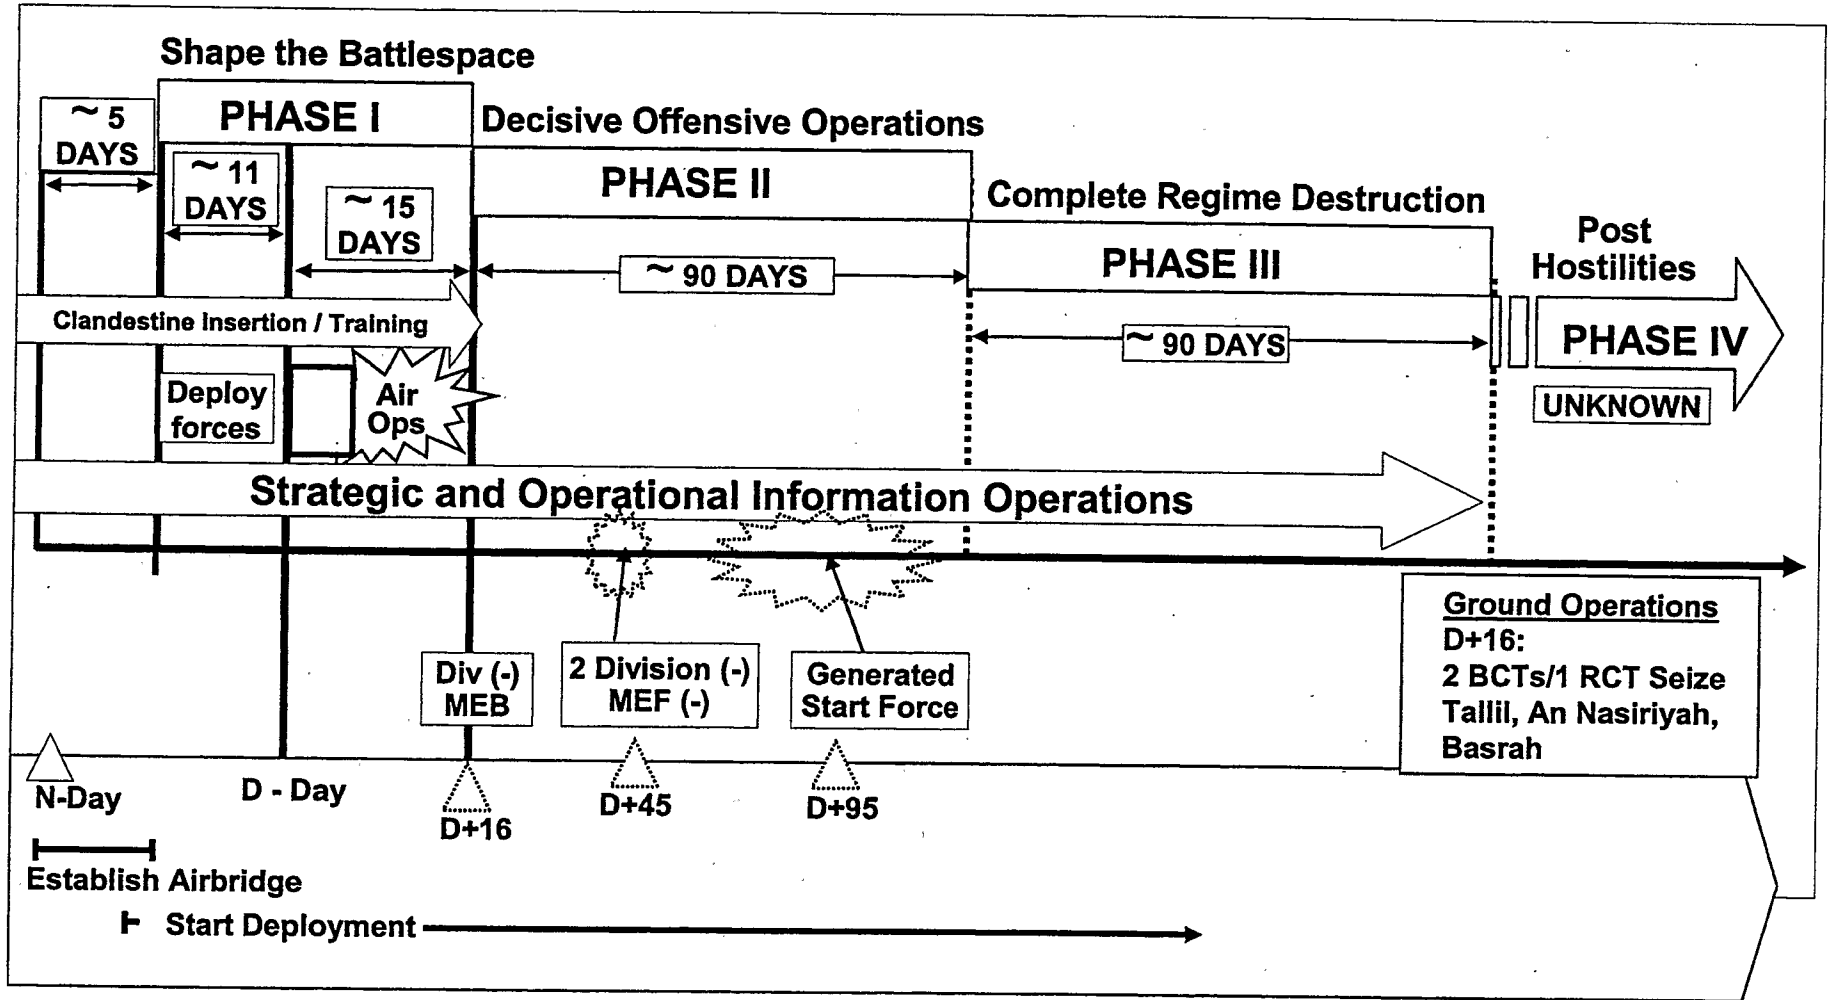 Shape the Battlespace
PHASE I
~ 5
DAYS
~ 11
DAYS
~ 15
DAYS
Decisive Offensive Operations
PHASE II
~ 90 DAYS
Complete Regime Destruction
PHASE III
~ 90 DAYS
Post
Hostilities
PHASE IV
UNKNOWN
Clandestine Insertion / Training
Deploy
forces
Air
Ops
Strategic and Operational Information Operations
Div (-)
MEB
2 Division (-)
MEF (-)
Generated
Start Force
Ground Operations
D+16:
2 BCTs/1 RCT Seize
Tallil, An Nasiriyah,
Basrah
N-Day
D - Day
D+16
D+45
D+95
Establish Airbridge
Start Deployment